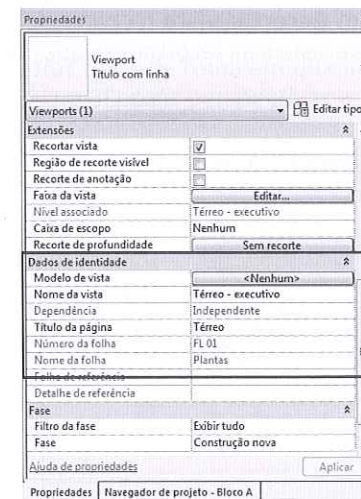 Propriedades
Viewport
Título com linha
Viewports (1)
Editar tipo
Extensões
Recortar vista
Região de recorte visível
Recorte de anotação
Faixa da vista Editar...
Nível associado Térreo - executivo
Caixa de escopo Nenhum
Recorte de profundidade Sem recorte
Dados de identidade
Modelo de vista <Nenhum>
Nome da vista Térreo - executivo
Dependência Independente
Título da página Térreo
Número da folha FL 01
Nome da folha Plantas
Folha de referência
Detalhe de referência
Fase
Filtro da fase Exibir tudo
Fase Construção nova
Ajuda de propriedades Aplicar
Propriedades Navegador de projeto - Bloco A